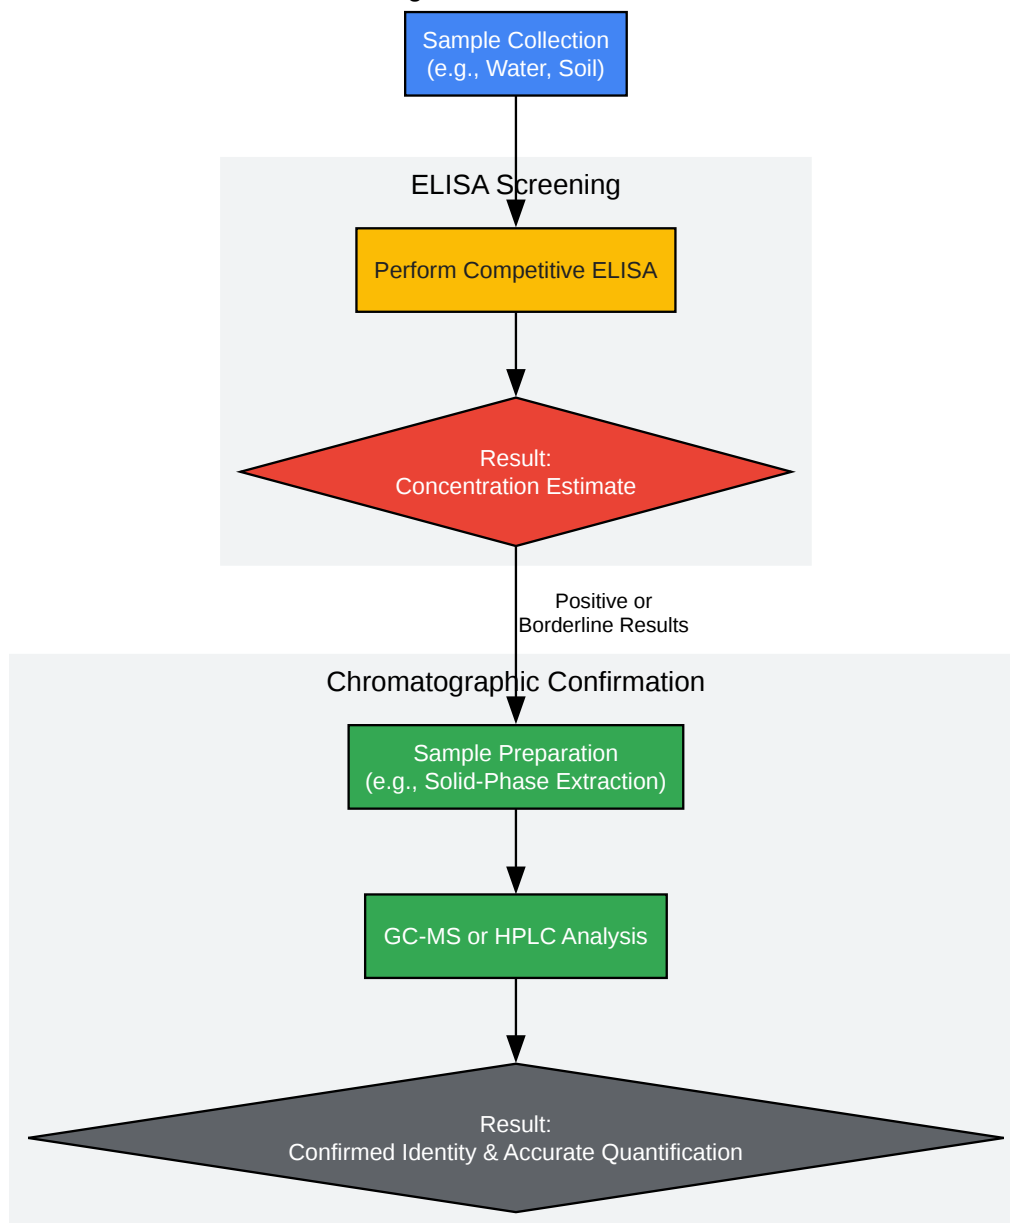 Sample Collection
(e.g., Water, Soil)
ELISA Screening
Perform Competitive ELISA
Result:
Concentration Estimate
Positive or
Borderline Results
Chromatographic Confirmation
Sample Preparation
(e.g., Solid-Phase Extraction)
GC-MS or HPLC Analysis
Result:
Confirmed Identity & Accurate Quantification